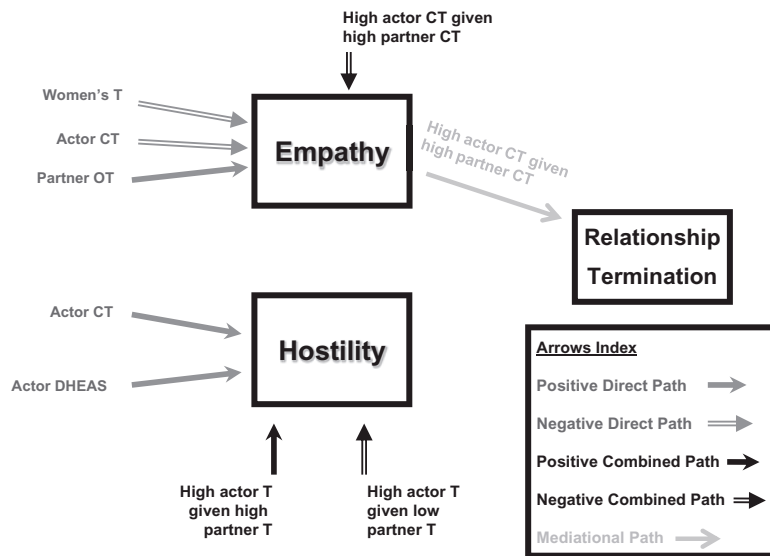 High actor CT given
high partner CT
Women's T
Actor CT
Partner OT
Empathy
High actor CT given
high partner CT
Relationship
Termination
Actor CT
Actor DHEAS
Hostility
High actor T
given high
partner T
High actor T
given low
partner T
Arrows Index
Positive Direct Path
Negative Direct Path
Positive Combined Path
Negative Combined Path
Mediational Path